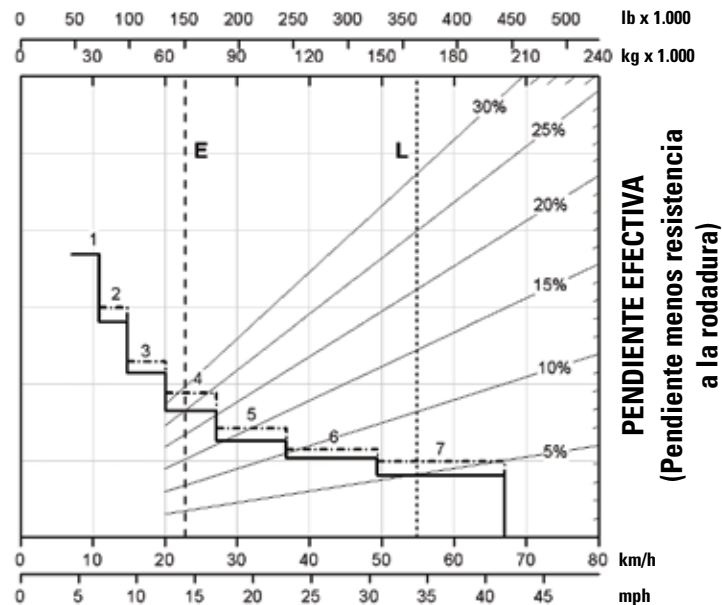 0 50 100 150 200 250 300 350 400 450 500 lb x 1.000
0 30 60 90 120 150 180 210 240 kg x 1.000
30%
25%
E L
20%
1
2
15%
3
4
10%
5
6
7
5%
PENDIENTE EFECTIVA
(Pendiente menos resistencia
a la rodadura)
0 10 20 30 40 50 60 70 80 km/h
0 5 10 15 20 25 30 35 40 45 mph